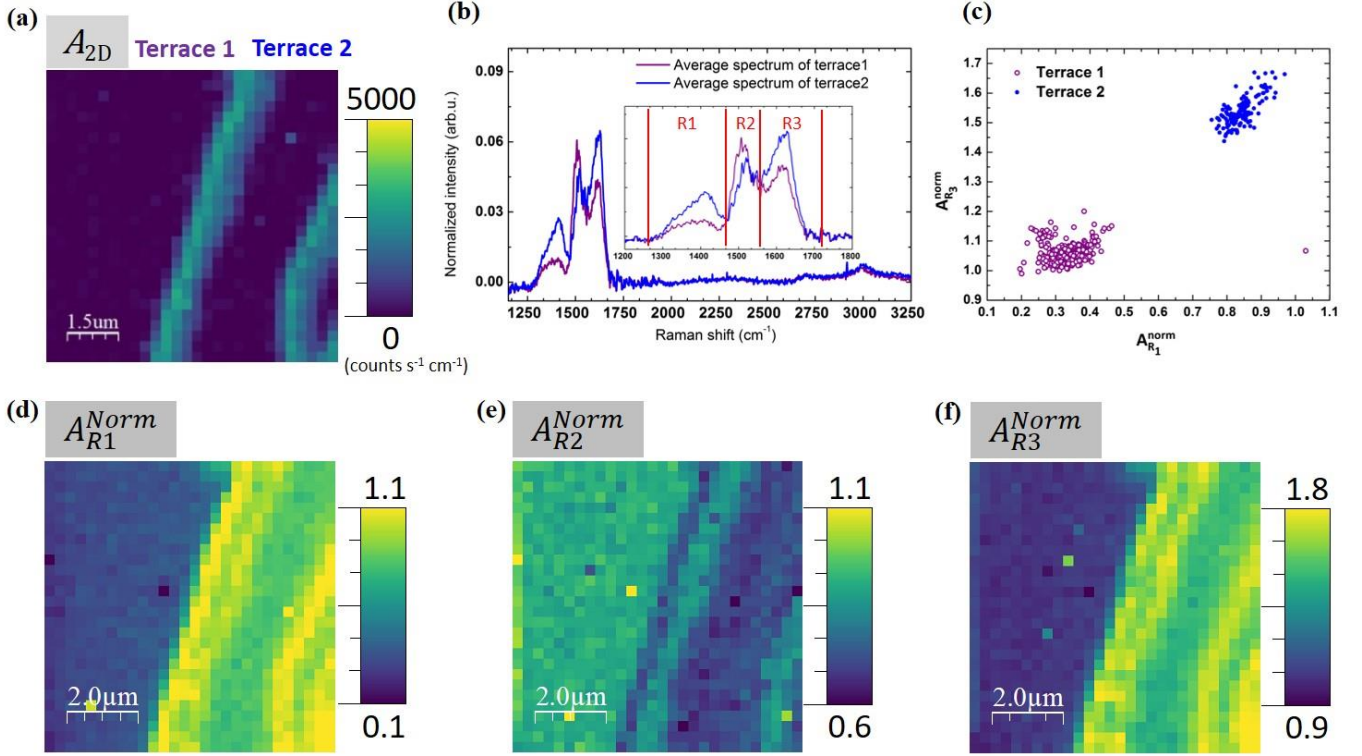 (a)
A2D Terrace 1 Terrace 2
5000
0
(counts s⁻¹ cm⁻¹)
1.5um
(b)
Average spectrum of terrace1
Average spectrum of terrace2
Normalized intensity (arb.u.)
0.09
0.06
0.03
0.00
R1 R2 R3
1200 1300 1400 1500 1600 1700 1800
1250 1500 1750 2000 2250 2500 2750 3000 3250
Raman shift (cm⁻¹)
(c)
Terrace 1
Terrace 2
A_R3^norm
1.7
1.6
1.5
1.4
1.3
1.2
1.1
1.0
0.9
0.1 0.2 0.3 0.4 0.5 0.6 0.7 0.8 0.9 1.0 1.1
A_R1^norm
(d)
A_R1^Norm
1.1
0.1
2.0µm
(e)
A_R2^Norm
1.1
0.6
2.0µm
(f)
A_R3^Norm
1.8
0.9
2.0µm